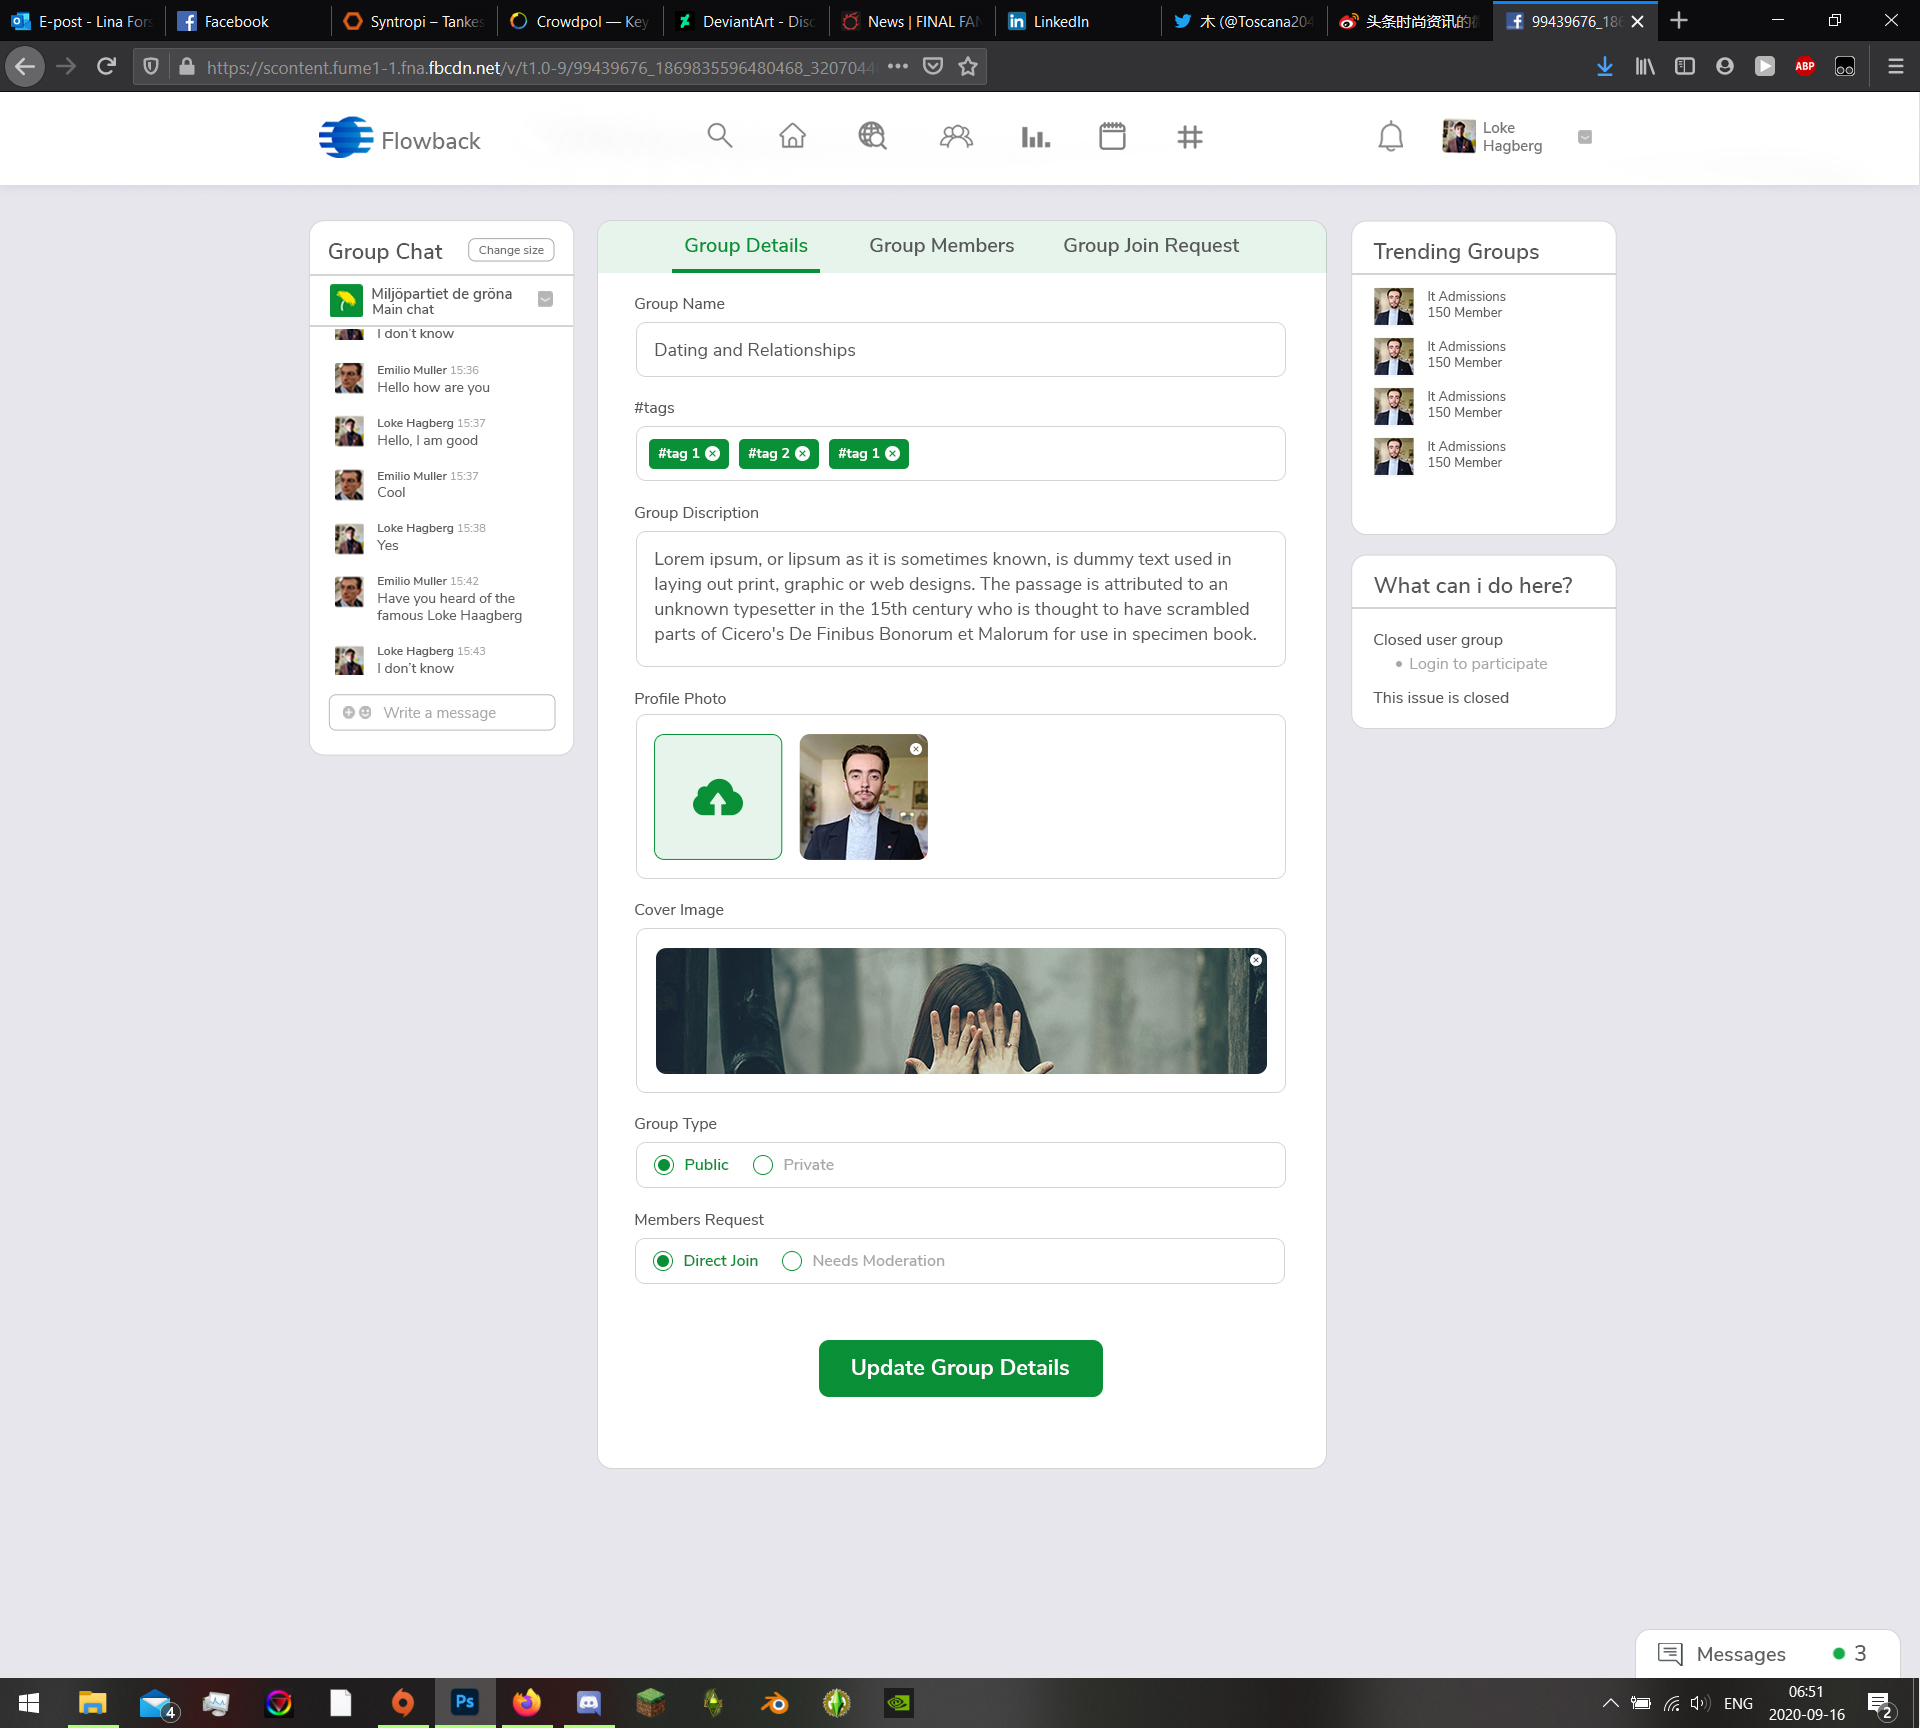 E-post - Lina Fors
Facebook
Syntropi – Tankes
Crowdpol — Key
DeviantArt - Disc
News | FINAL FAN
LinkedIn
木 (@Toscana204
头条时尚资讯的微
99439676_186
https://scontent.fume1-1.fna.fbcdn.net/v/t1.0-9/99439676_1869835596480468_3207044
ABP
Flowback
Loke
Hagberg
Group Chat
Change size
Miljöpartiet de gröna
Main chat
I don't know
Emilio Muller 15:36
Hello how are you
Loke Hagberg 15:37
Hello, I am good
Emilio Muller 15:37
Cool
Loke Hagberg 15:38
Yes
Emilio Muller 15:42
Have you heard of the
famous Loke Haagberg
Loke Hagberg 15:43
I don't know
Write a message
Group Details
Group Members
Group Join Request
Group Name
Dating and Relationships
#tags
#tag 1
#tag 2
#tag 1
Group Discription
Lorem ipsum, or lipsum as it is sometimes known, is dummy text used in
laying out print, graphic or web designs. The passage is attributed to an
unknown typesetter in the 15th century who is thought to have scrambled
parts of Cicero's De Finibus Bonorum et Malorum for use in specimen book.
Profile Photo
Cover Image
Group Type
Public
Private
Members Request
Direct Join
Needs Moderation
Update Group Details
Trending Groups
It Admissions
150 Member
It Admissions
150 Member
It Admissions
150 Member
It Admissions
150 Member
What can i do here?
Closed user group
• Login to participate
This issue is closed
Messages
3
4
Ps
ENG
06:51
2020-09-16
2